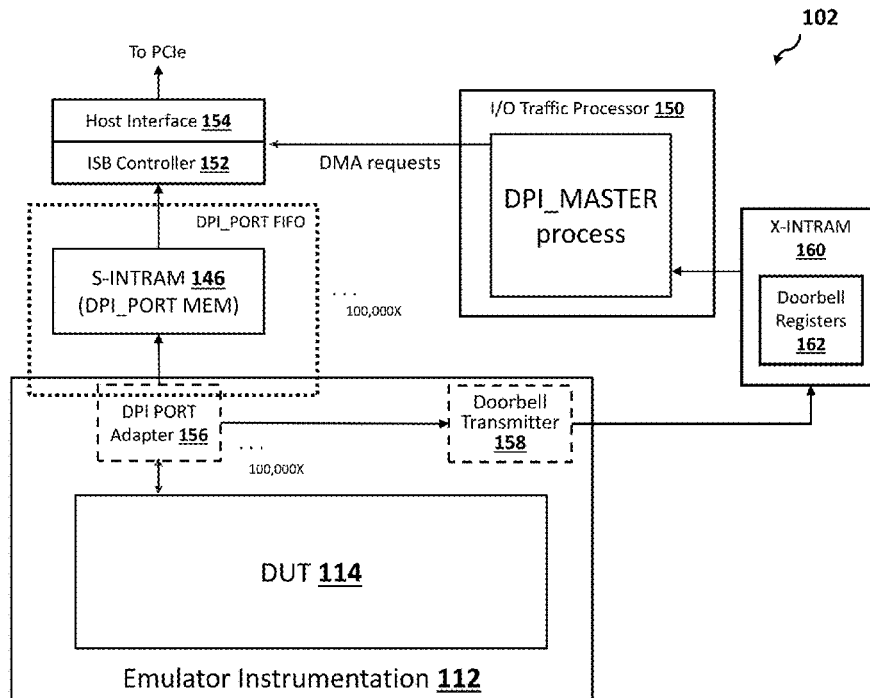 102
To PCIe
Host Interface 154
ISB Controller 152
I/O Traffic Processor 150
DMA requests
DPI_MASTER
process
DPI_PORT FIFO
S-INTRAM 146
(DPI_PORT MEM)
. . .
100,000X
X-INTRAM
160
Doorbell
Registers
162
DPI PORT
Adapter 156
. . .
100,000X
Doorbell
Transmitter
158
DUT 114
Emulator Instrumentation 112